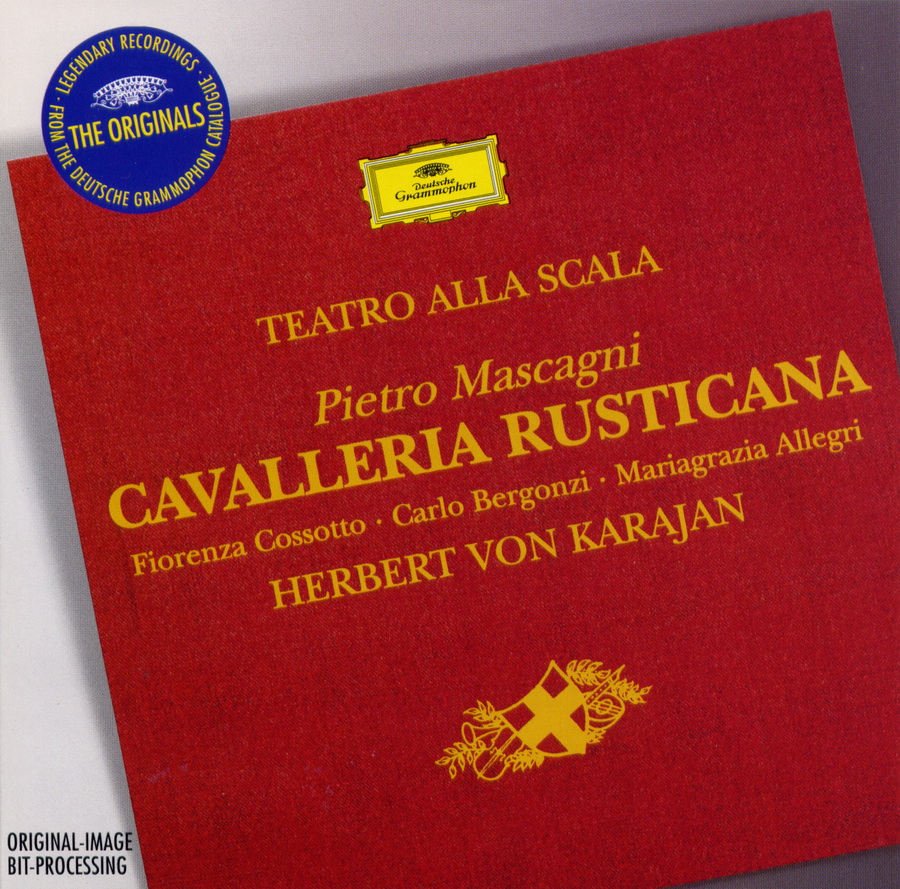 LEGENDARY RECORDINGS
· FROM THE DEUTSCHE GRAMMOPHON CATALOGUE ·
THE ORIGINALS
Deutsche
Grammophon
TEATRO ALLA SCALA
Pietro Mascagni
CAVALLERIA RUSTICANA
Fiorenza Cossotto · Carlo Bergonzi · Mariagrazia Allegri
HERBERT VON KARAJAN
ORIGINAL-IMAGE
BIT-PROCESSING